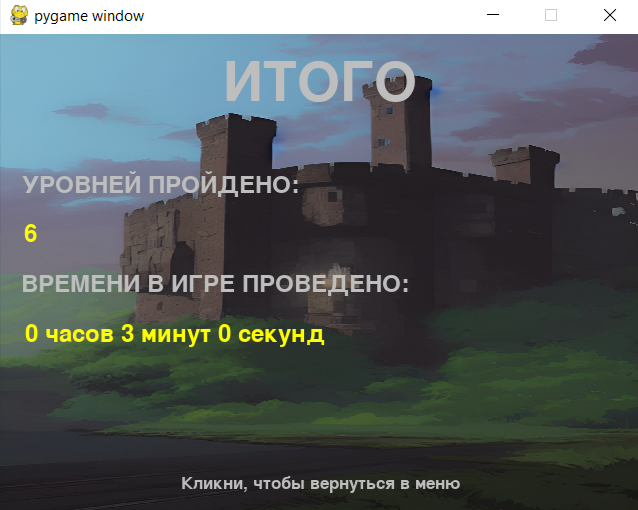 pygame window
ИТОГО
УРОВНЕЙ ПРОЙДЕНО:
6
ВРЕМЕНИ В ИГРЕ ПРОВЕДЕНО:
0 часов 3 минут 0 секунд
Кликни, чтобы вернуться в меню